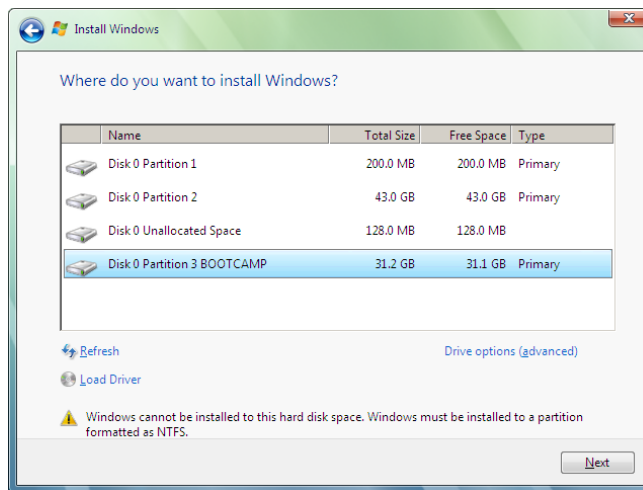 Install Windows
Where do you want to install Windows?
Name Total Size Free Space Type
Disk 0 Partition 1 200.0 MB 200.0 MB Primary
Disk 0 Partition 2 43.0 GB 43.0 GB Primary
Disk 0 Unallocated Space 128.0 MB 128.0 MB
Disk 0 Partition 3 BOOTCAMP 31.2 GB 31.1 GB Primary
Refresh Drive options (advanced)
Load Driver
Windows cannot be installed to this hard disk space. Windows must be installed to a partition
formatted as NTFS.
Next